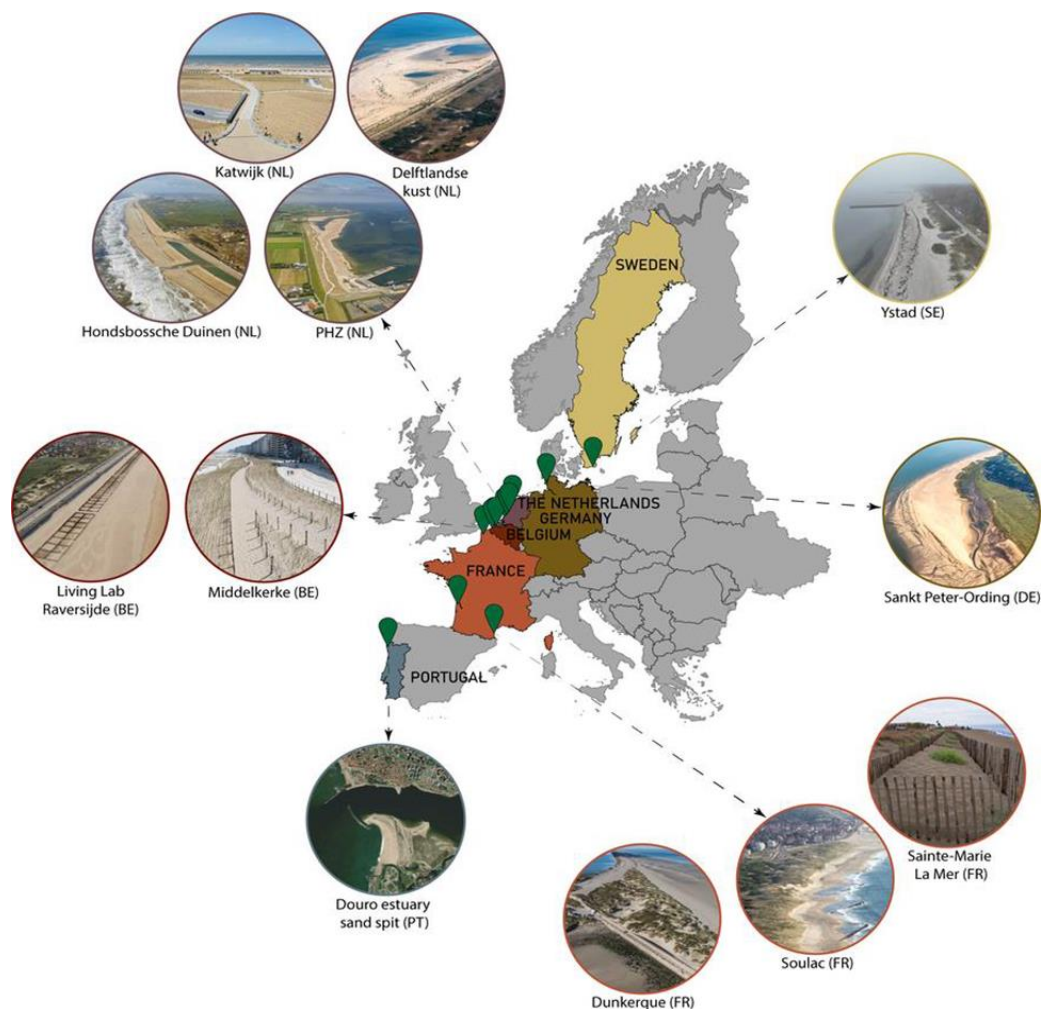 Katwijk (NL)
Delftlandse
kust (NL)
Hondsbossche Duinen (NL)
PHZ (NL)
SWEDEN
Ystad (SE)
THE NETHERLANDS
GERMANY
BELGIUM
FRANCE
PORTUGAL
Living Lab
Raversijde (BE)
Middelkerke (BE)
Sankt Peter-Ording (DE)
Douro estuary
sand spit (PT)
Sainte-Marie
La Mer (FR)
Soulac (FR)
Dunkerque (FR)